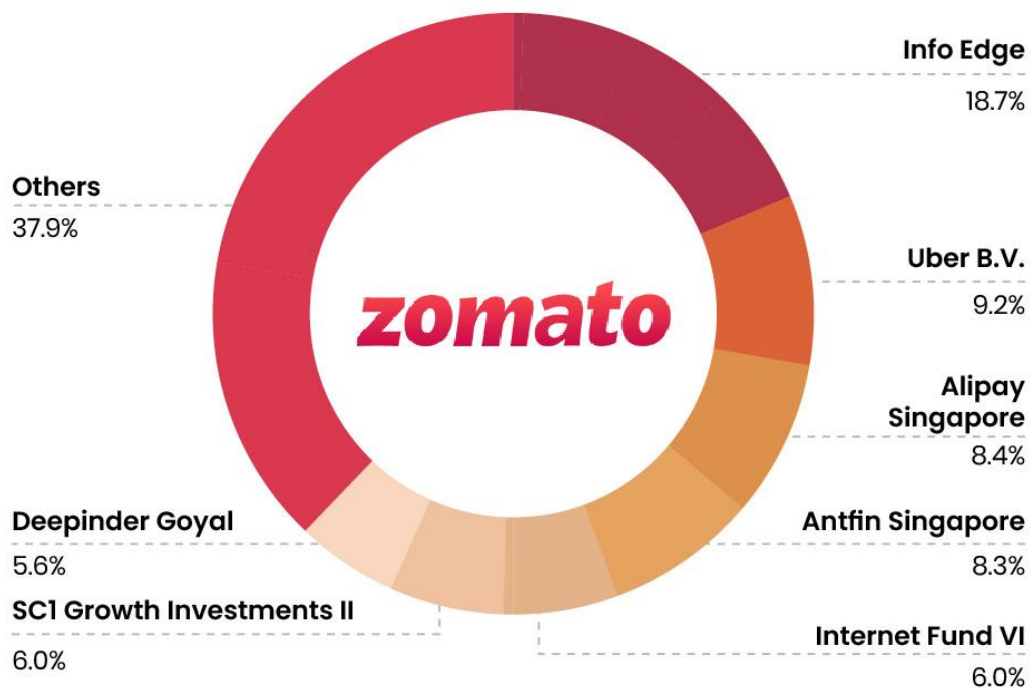 Info Edge
18.7%
Others
37.9%
Uber B.V.
9.2%
zomato
Alipay
Singapore
8.4%
Deepinder Goyal
5.6%
Antfin Singapore
8.3%
SC1 Growth Investments II
6.0%
Internet Fund VI
6.0%